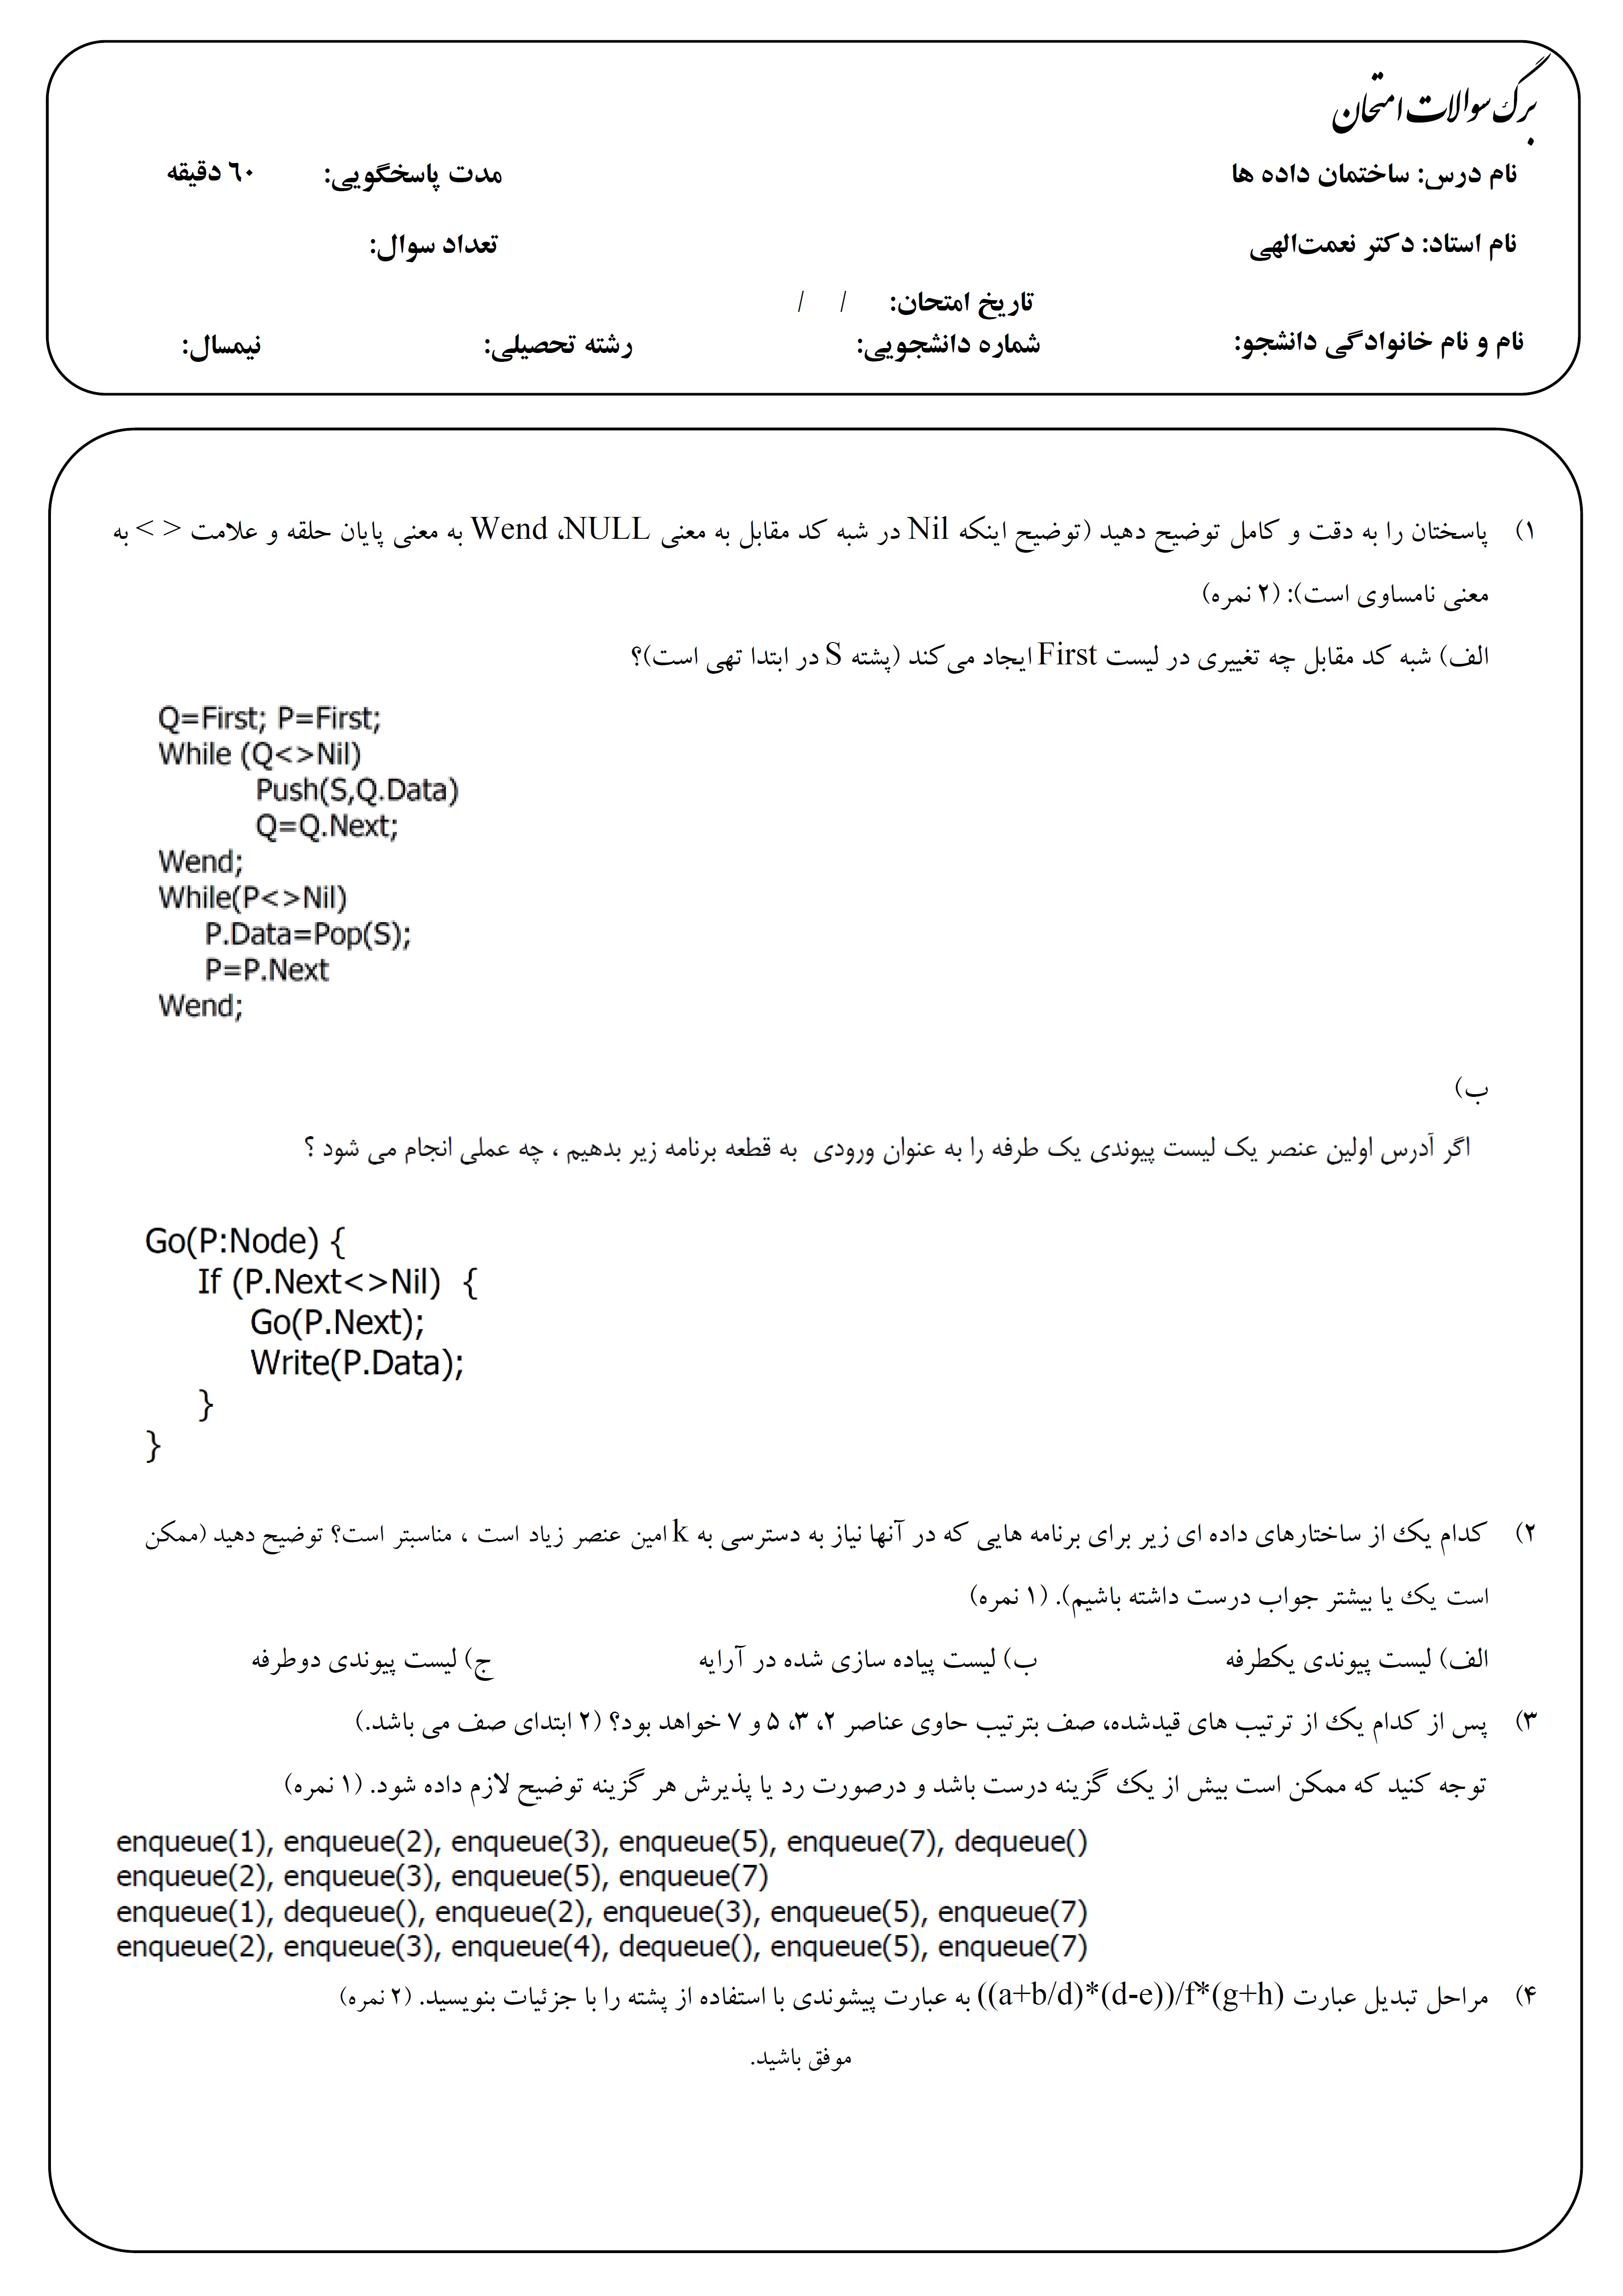 برگ سوالات امتحان
نام درس: ساختمان داده ها مدت پاسخگویی: ٦٠ دقیقه
نام استاد: دکتر نعمت‌الهی تعداد سوال:
تاریخ امتحان: / /
نام و نام خانوادگی دانشجو: شماره دانشجویی: رشته تحصیلی: نیمسال:
۱) پاسختان را به دقت و کامل توضیح دهید (توضیح اینکه Nil در شبه کد مقابل به معنی NULL، Wend به معنی پایان حلقه و علامت < > به
معنی نامساوی است): (۲ نمره)
الف) شبه کد مقابل چه تغییری در لیست First ایجاد می‌کند (پشته S در ابتدا تهی است)؟
Q=First; P=First;
While (Q<>Nil)
Push(S,Q.Data)
Q=Q.Next;
Wend;
While(P<>Nil)
P.Data=Pop(S);
P=P.Next
Wend;
ب)
اگر آدرس اولین عنصر یک لیست پیوندی یک طرفه را به عنوان ورودی به قطعه برنامه زیر بدهیم ، چه عملی انجام می شود ؟
Go(P:Node) {
If (P.Next<>Nil) {
Go(P.Next);
Write(P.Data);
}
}
۲) کدام یک از ساختارهای داده ای زیر برای برنامه هایی که در آنها نیاز به دسترسی به k امین عنصر زیاد است ، مناسبتر است؟ توضیح دهید (ممکن
است یک یا بیشتر جواب درست داشته باشیم). (۱ نمره)
الف) لیست پیوندی یکطرفه ب) لیست پیاده سازی شده در آرایه ج) لیست پیوندی دوطرفه
۳) پس از کدام یک از ترتیب های قیدشده، صف بترتیب حاوی عناصر ۲، ۳، ۵ و ۷ خواهد بود؟ (۲ ابتدای صف می باشد.)
توجه کنید که ممکن است بیش از یک گزینه درست باشد و درصورت رد یا پذیرش هر گزینه توضیح لازم داده شود. (۱ نمره)
enqueue(1), enqueue(2), enqueue(3), enqueue(5), enqueue(7), dequeue()
enqueue(2), enqueue(3), enqueue(5), enqueue(7)
enqueue(1), dequeue(), enqueue(2), enqueue(3), enqueue(5), enqueue(7)
enqueue(2), enqueue(3), enqueue(4), dequeue(), enqueue(5), enqueue(7)
۴) مراحل تبدیل عبارت ((a+b/d)*(d-e))/f*(g+h) به عبارت پیشوندی با استفاده از پشته را با جزئیات بنویسید. (۲ نمره)
موفق باشید.